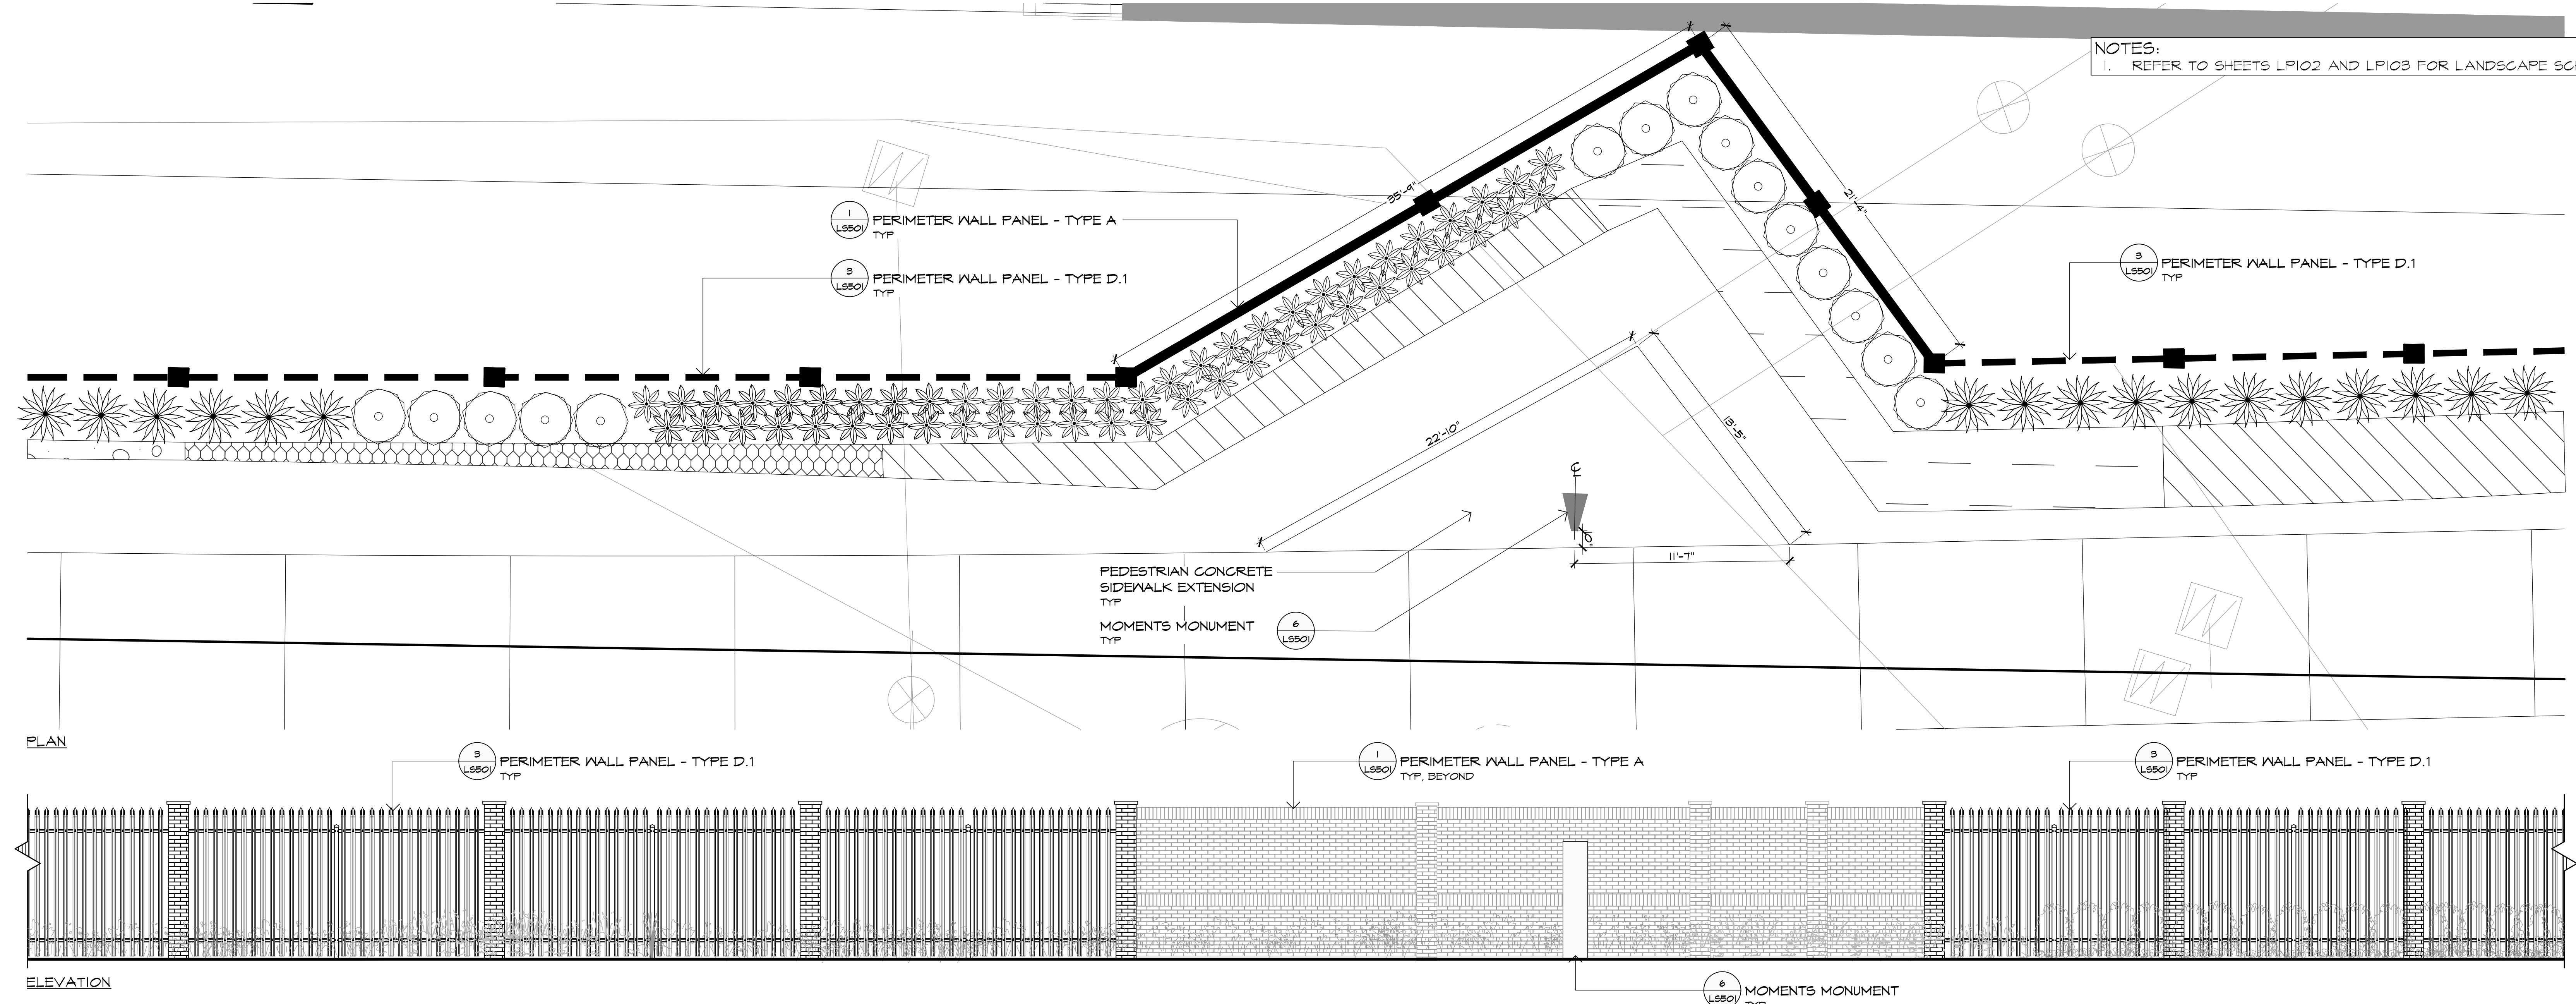 NOTES:
1. REFER TO SHEETS LP102 AND LP103 FOR LANDSCAPE
35'-9"
21'-4"
1
LS501
PERIMETER WALL PANEL - TYPE A
TYP
3
LS501
PERIMETER WALL PANEL - TYPE D.1
TYP
3
LS501
PERIMETER WALL PANEL - TYPE D.1
TYP
22'-10"
13'-5"
CL
11'-7"
PEDESTRIAN CONCRETE
SIDEWALK EXTENSION
TYP
MOMENTS MONUMENT
TYP
6
LS501
PLAN
3
LS501
PERIMETER WALL PANEL - TYPE D.1
TYP
1
LS501
PERIMETER WALL PANEL - TYPE A
TYP, BEYOND
3
LS501
PERIMETER WALL PANEL - TYPE D.1
TYP
ELEVATION
6
LS501
MOMENTS MONUMENT